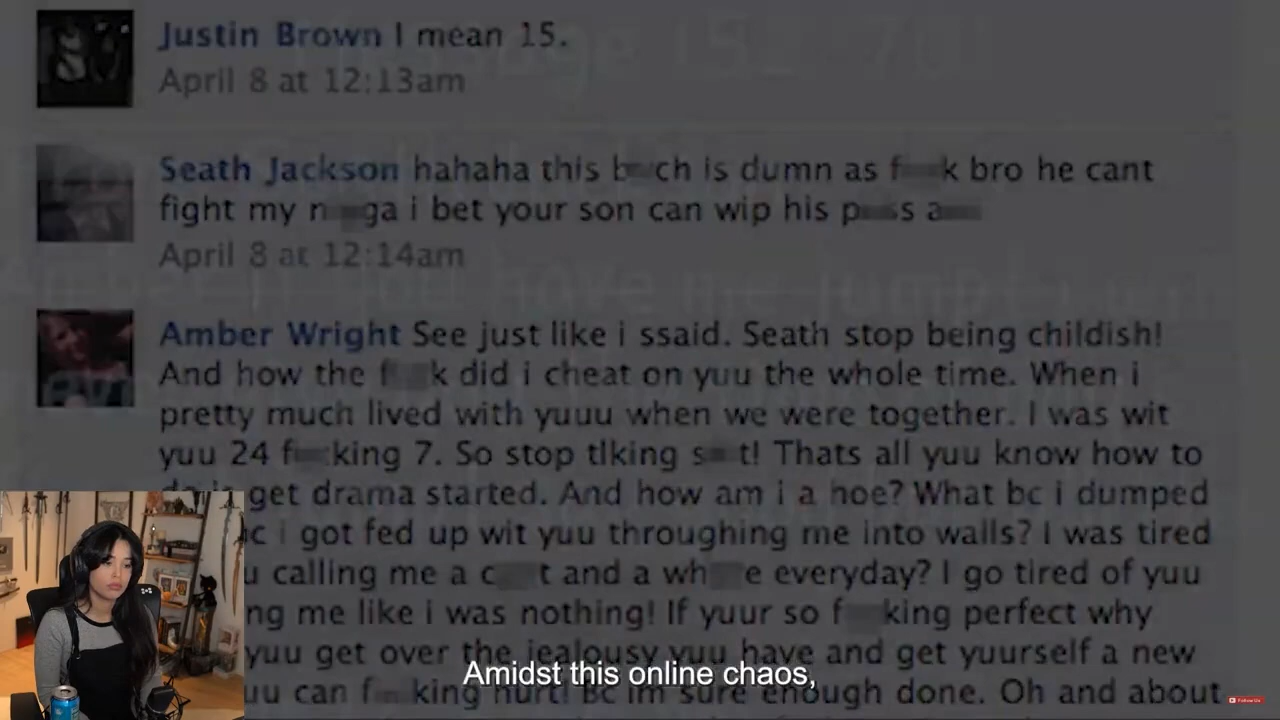 Justin Brown I mean 15.
April 8 at 12:13am
Seath Jackson hahaha this b ch is dumn as f k bro he cant
fight my n ga i bet your son can wip his p s a
April 8 at 12:14am
Amber Wright See just like i ssaid. Seath stop being childish!
And how the f k did i cheat on yuu the whole time. When i
pretty much lived with yuuu when we were together. I was wit
yuu 24 f king 7. So stop tlking s t! Thats all yuu know how to
get drama started. And how am i a hoe? What bc i dumped
i got fed up wit yuu throughing me into walls? I was tired
calling me a c t and a wh e everyday? I go tired of yuu
ng me like i was nothing! If yuur so f king perfect why
yuu get over the jealousy yuu have and get yuurself a new
uu can f king hurt! Bc im sure enough done. Oh and about
Amidst this online chaos,